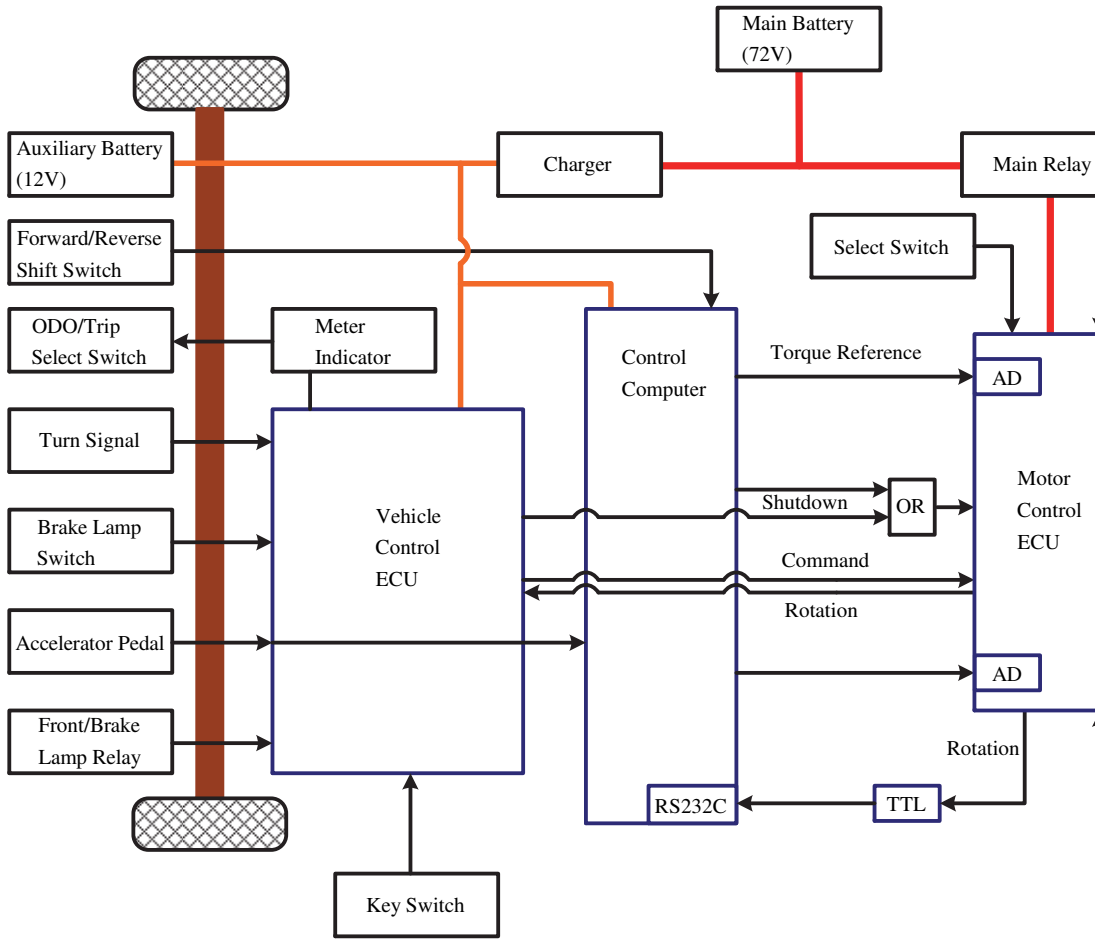 Main Battery
(72V)
Auxiliary Battery
(12V)
Charger
Main Relay
Forward/Reverse
Shift Switch
Select Switch
ODO/Trip
Select Switch
Meter
Indicator
Control
Computer
Torque Reference
AD
Turn Signal
Vehicle
Control
ECU
Shutdown
OR
Motor
Control
ECU
Brake Lamp
Switch
Command
Rotation
Accelerator Pedal
AD
Front/Brake
Lamp Relay
Rotation
RS232C
TTL
Key Switch